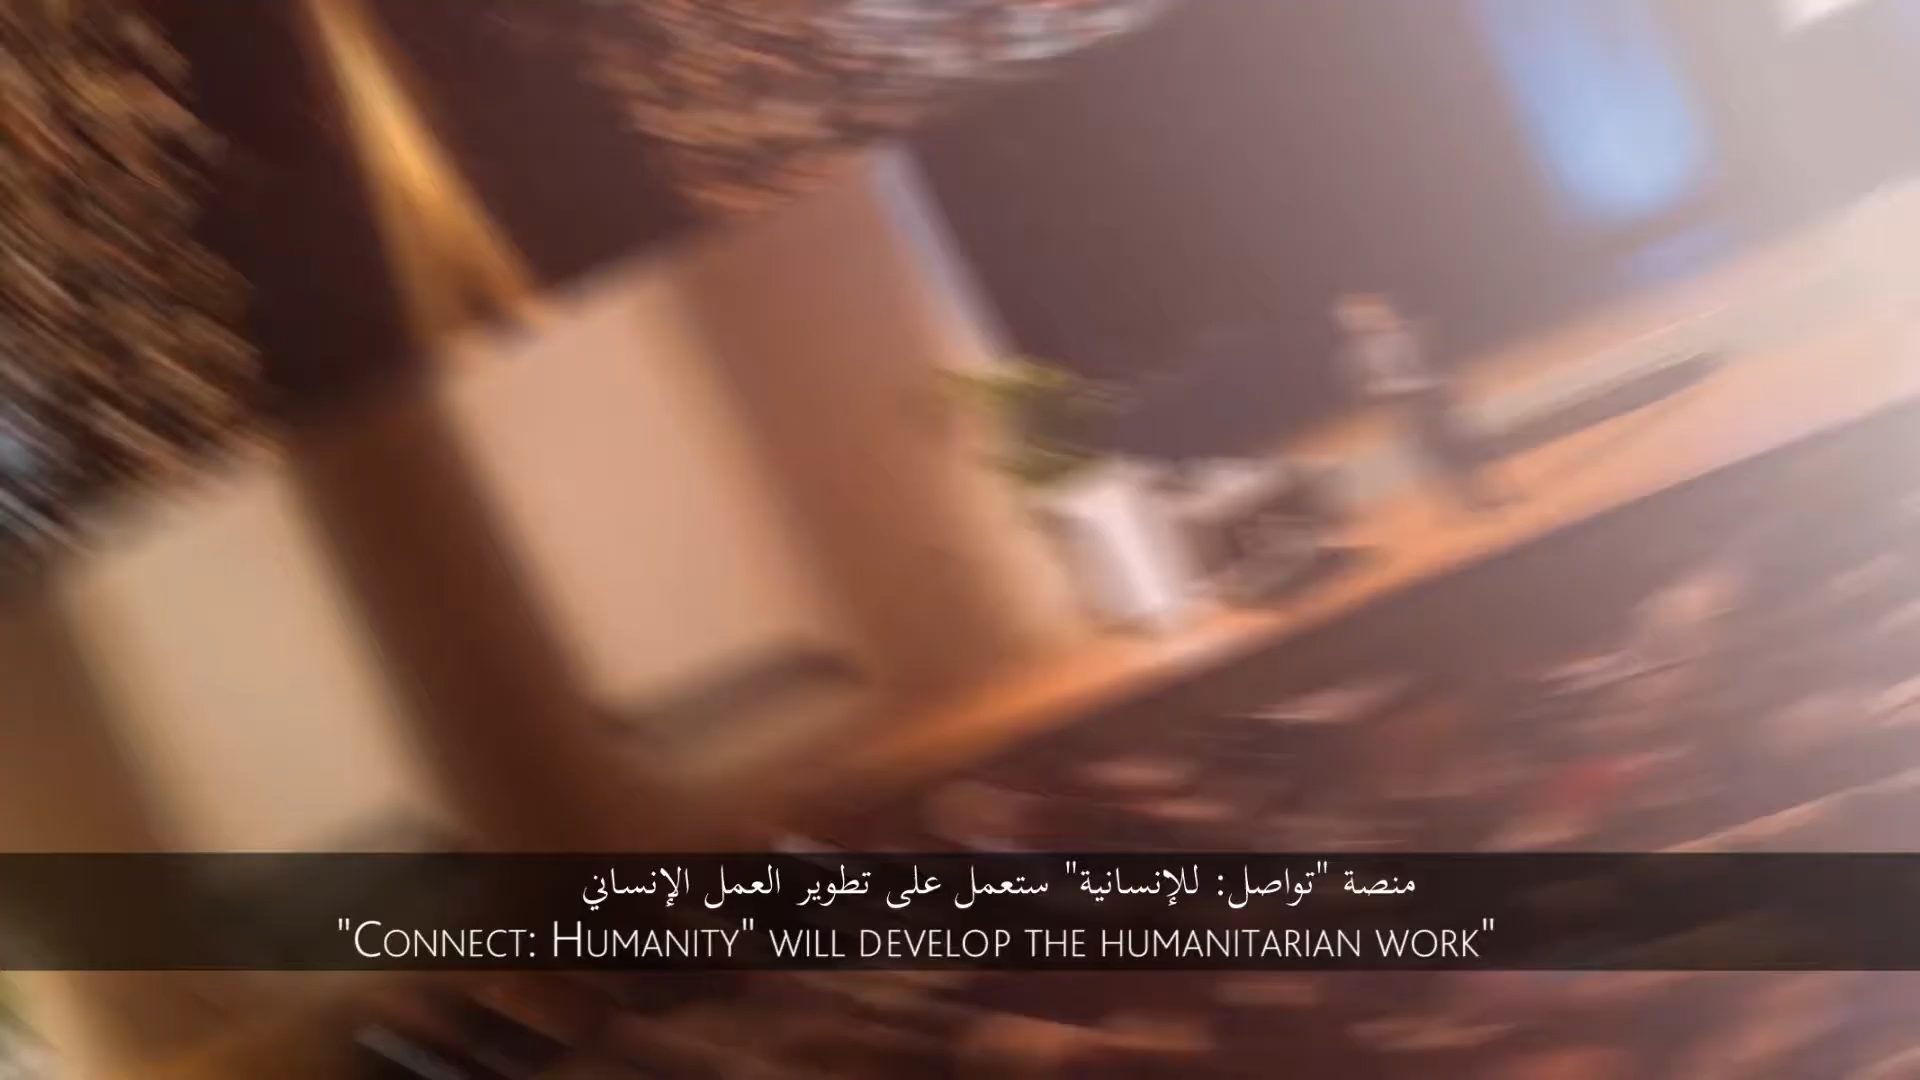 منصة "تواصل: للإنسانية" ستعمل على تطوير العمل الإنساني
"Connect: Humanity" will develop the humanitarian work"